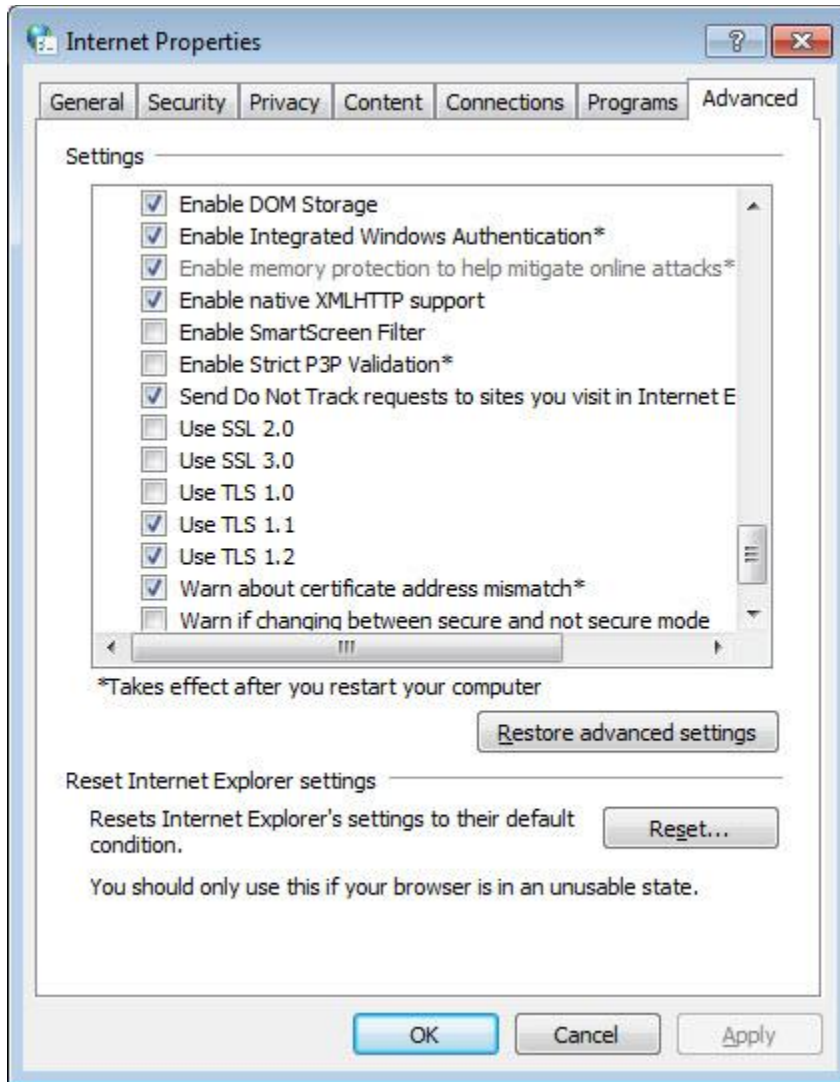 Internet Properties
General Security Privacy Content Connections Programs Advanced
Settings
Enable DOM Storage
Enable Integrated Windows Authentication*
Enable memory protection to help mitigate online attacks*
Enable native XMLHTTP support
Enable SmartScreen Filter
Enable Strict P3P Validation*
Send Do Not Track requests to sites you visit in Internet E
Use SSL 2.0
Use SSL 3.0
Use TLS 1.0
Use TLS 1.1
Use TLS 1.2
Warn about certificate address mismatch*
Warn if changing between secure and not secure mode
*Takes effect after you restart your computer
Restore advanced settings
Reset Internet Explorer settings
Resets Internet Explorer's settings to their default
condition.
Reset...
You should only use this if your browser is in an unusable state.
OK Cancel Apply